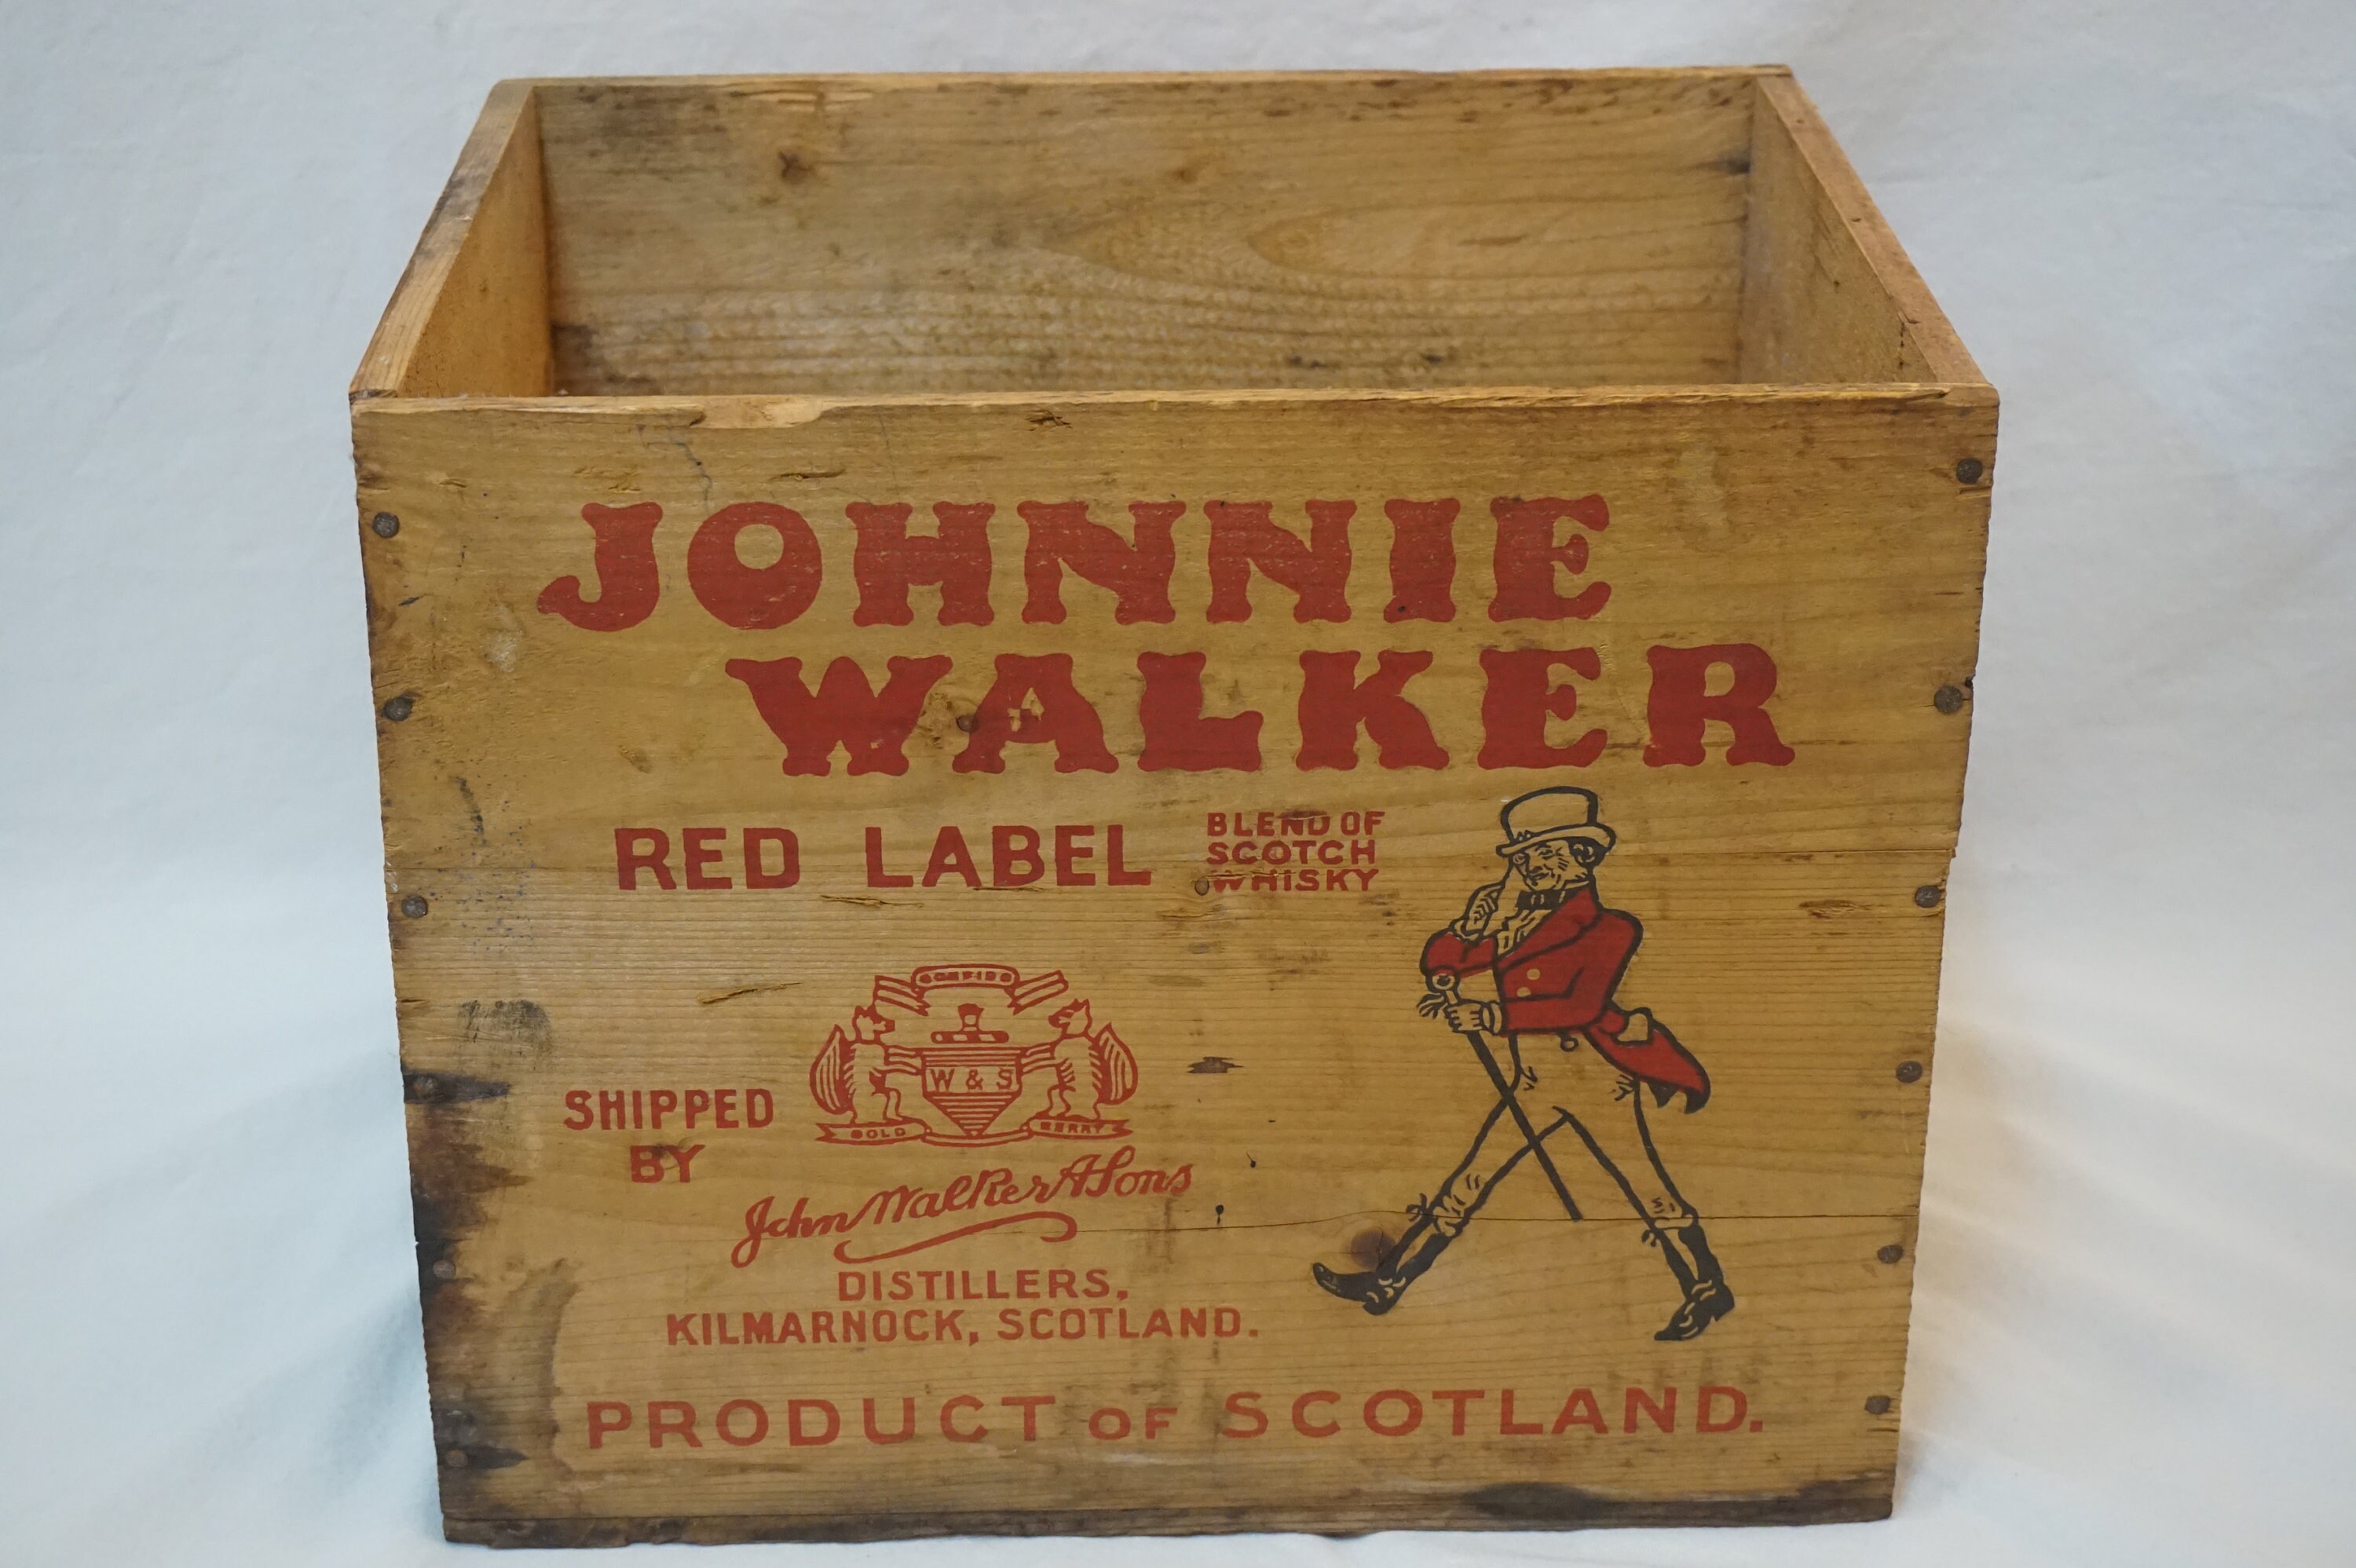 JOHNNIE
WALKER
RED LABEL
BLEND OF
SCOTCH
WHISKY
W & S
SHIPPED
BY
John Walker & Sons
DISTILLERS.
KILMARNOCK, SCOTLAND.
PRODUCT OF SCOTLAND.